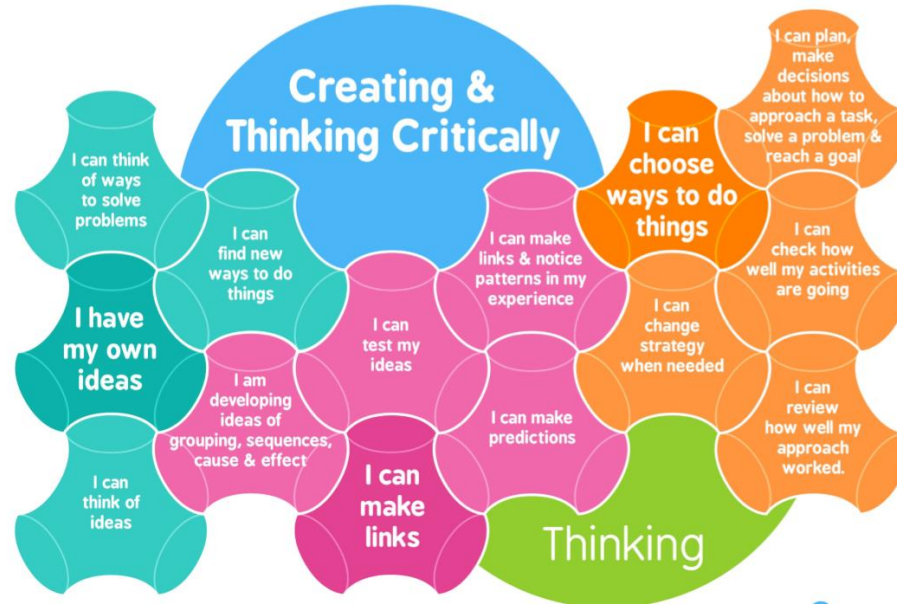 Creating &
Thinking Critically
I can think
of ways
to solve
problems
I can
find new
ways to do
things
I have
my own
ideas
I can
think of
ideas
I am
developing
ideas of
grouping, sequences,
cause & effect
I can
test my
ideas
I can make
links & notice
patterns in my
experience
I can make
predictions
I can
make
links
I can
choose
ways to do
things
I can plan,
make
decisions
about how to
approach a task,
solve a problem &
reach a goal
I can
check how
well my activities
are going
I can
change
strategy
when needed
I can
review
how well my
approach
worked.
Thinking